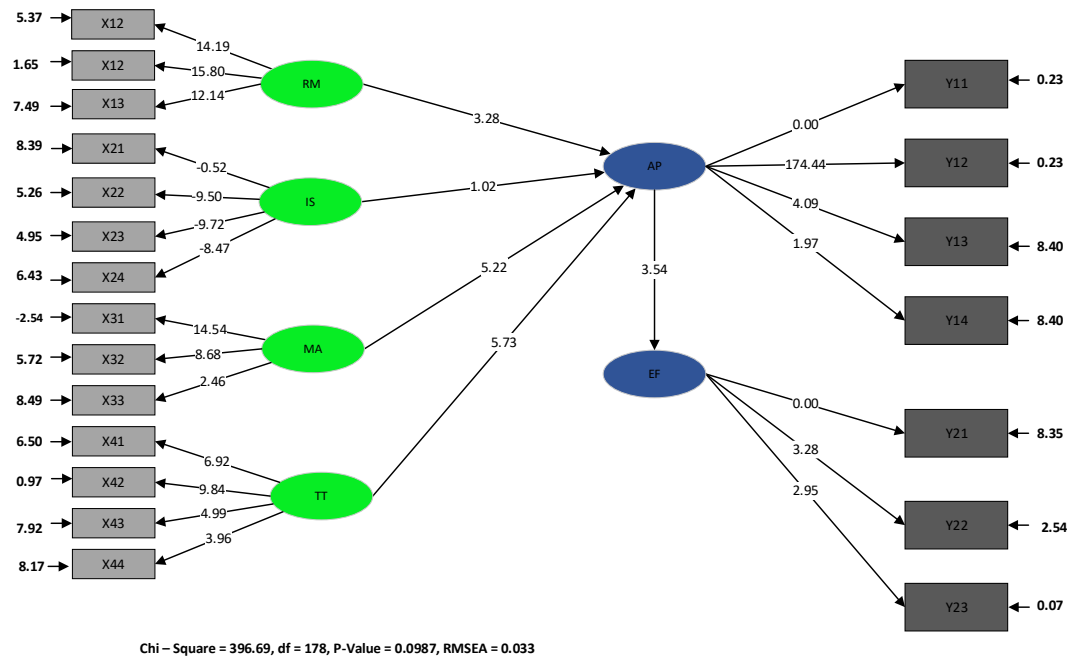 5.37
X12
14.19
1.65
X12
15.80
RM
7.49
X13
12.14
8.39
X21
-0.52
5.26
X22
-9.50
IS
4.95
X23
-9.72
6.43
X24
-8.47
-2.54
X31
14.54
5.72
X32
8.68
MA
8.49
X33
2.46
6.50
X41
6.92
0.97
X42
9.84
TT
7.92
X43
4.99
8.17
X44
3.96
3.28
1.02
5.22
5.73
AP
3.54
EF
0.00
Y11
0.23
174.44
Y12
0.23
4.09
Y13
8.40
1.97
Y14
8.40
0.00
Y21
8.35
3.28
Y22
2.54
2.95
Y23
0.07
Chi – Square = 396.69, df = 178, P-Value = 0.0987, RMSEA = 0.033